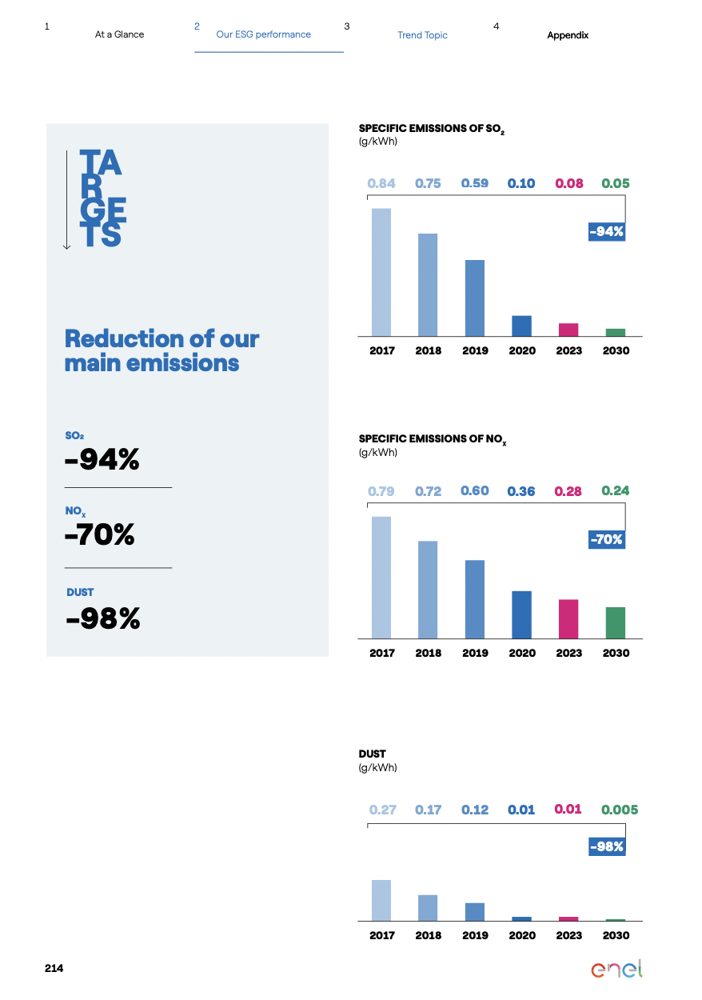 1
At a Glance
2
Our ESG performance
3
Trend Topic
4
Appendix
TA
R
GE
TS
Reduction of our
main emissions
SO₂
–94%
NOₓ
–70%
DUST
–98%
SPECIFIC EMISSIONS OF SO₂
(g/kWh)
0.84 0.75 0.59 0.10 0.08 0.05
–94%
2017 2018 2019 2020 2023 2030
SPECIFIC EMISSIONS OF NOₓ
(g/kWh)
0.79 0.72 0.60 0.36 0.28 0.24
–70%
2017 2018 2019 2020 2023 2030
DUST
(g/kWh)
0.27 0.17 0.12 0.01 0.01 0.005
–98%
2017 2018 2019 2020 2023 2030
214
enel